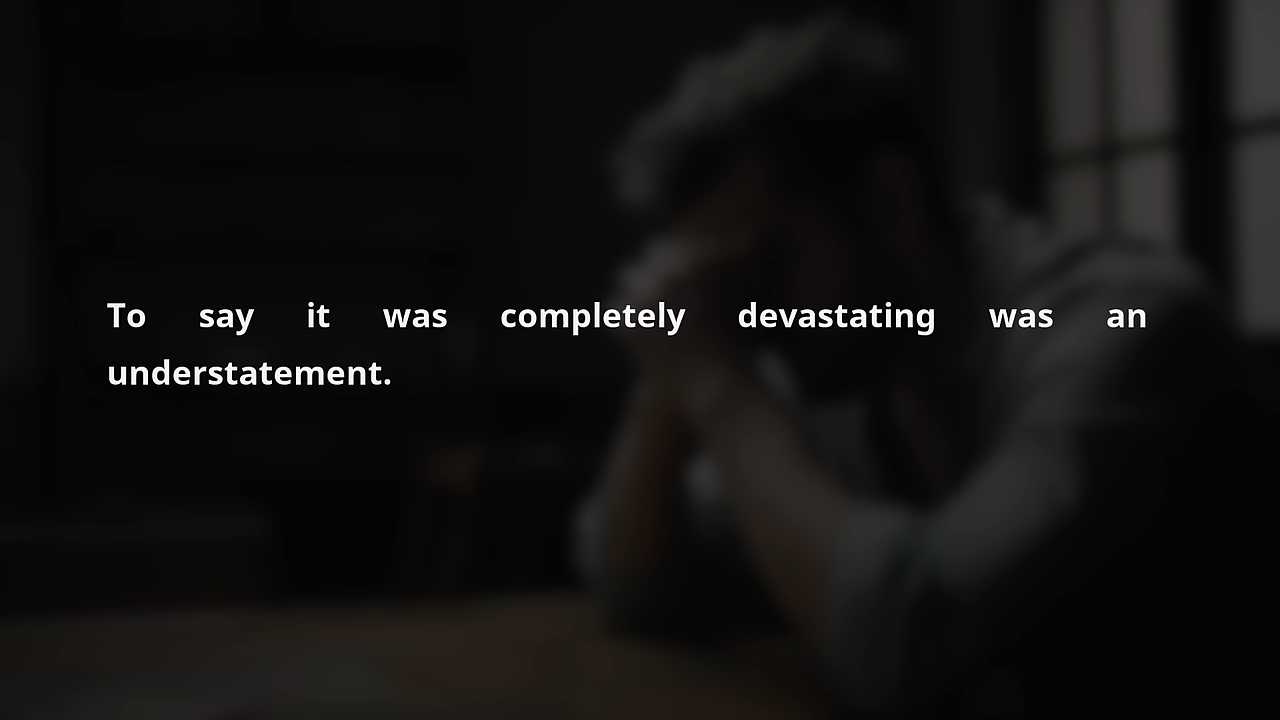 To say it was completely devastating was an
understatement.